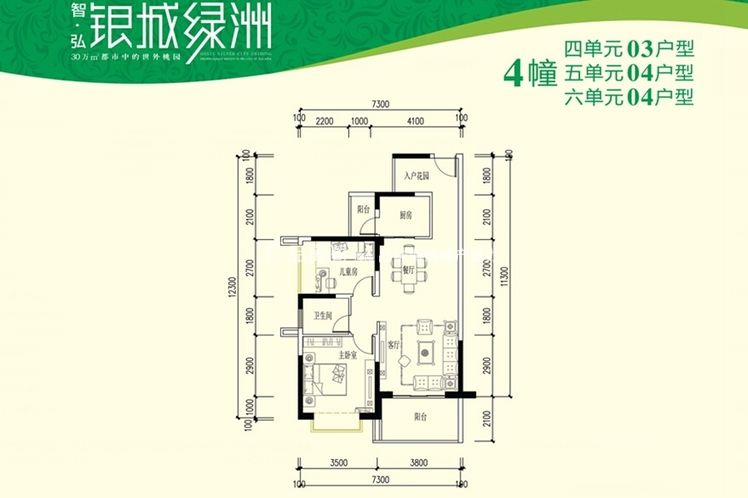 智·弘 银城绿洲
30万㎡都市中的世外桃园
4幢
四单元03户型
五单元04户型
六单元04户型
7300
100 2200 1000 4100 100
入户花园
阳台
厨房
儿童房
餐厅
卫生间
客厅
主卧室
阳台
100 1800 2100 2700 1800 2900 1000
12300
100 1800 2100 2700 1800 2900 2100
11300
100 3500 3800 100
7300